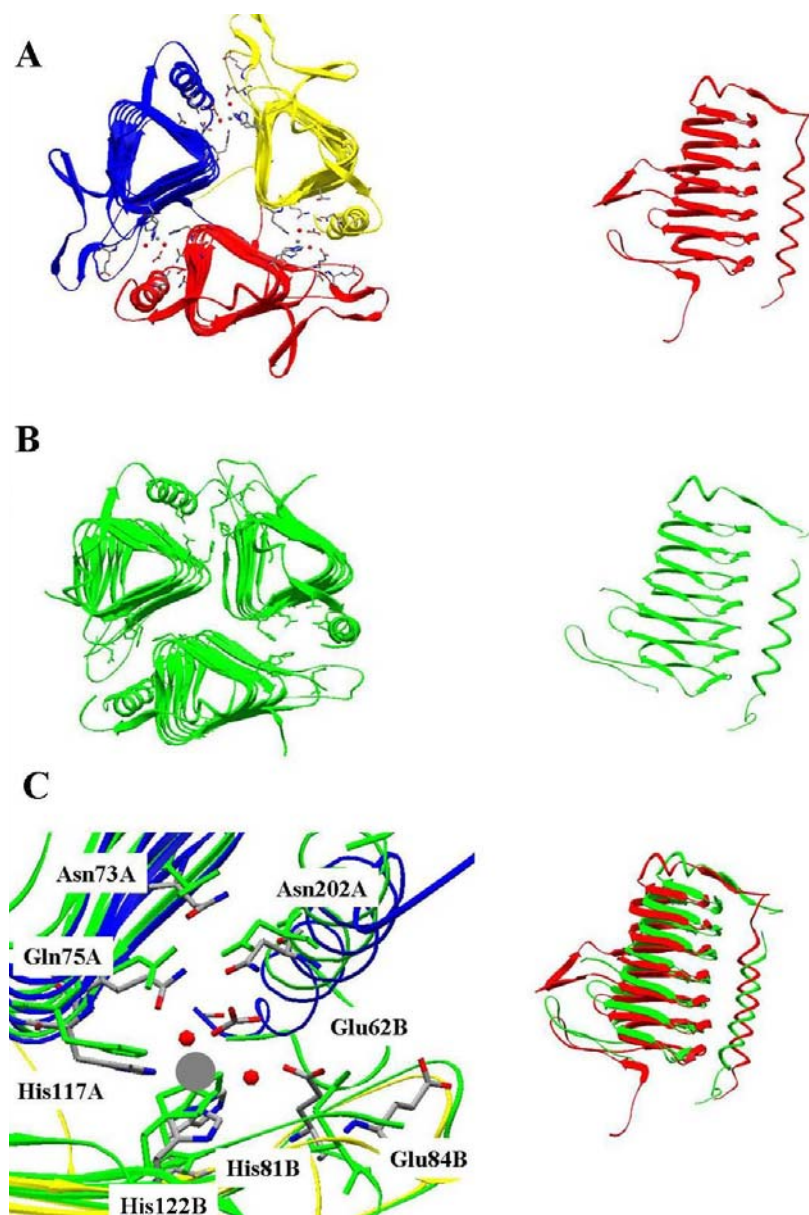 A
B
C
Asn73A
Asn202A
Gln75A
Glu62B
His117A
His81B
Glu84B
His122B